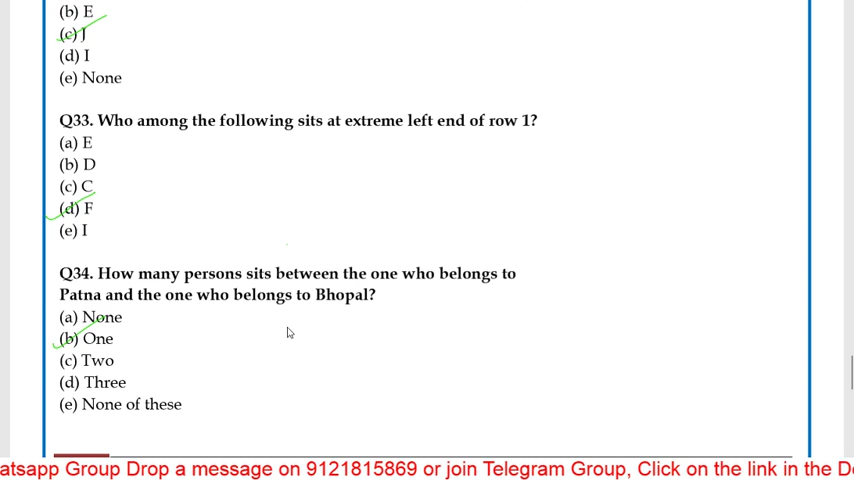 (b) E
(c) J
(d) I
(e) None
Q33. Who among the following sits at extreme left end of row 1?
(a) E
(b) D
(c) C
(d) F
(e) I
Q34. How many persons sits between the one who belongs to
Patna and the one who belongs to Bhopal?
(a) None
(b) One
(c) Two
(d) Three
(e) None of these
atsapp Group Drop a message on 9121815869 or join Telegram Group, Click on the link in the D